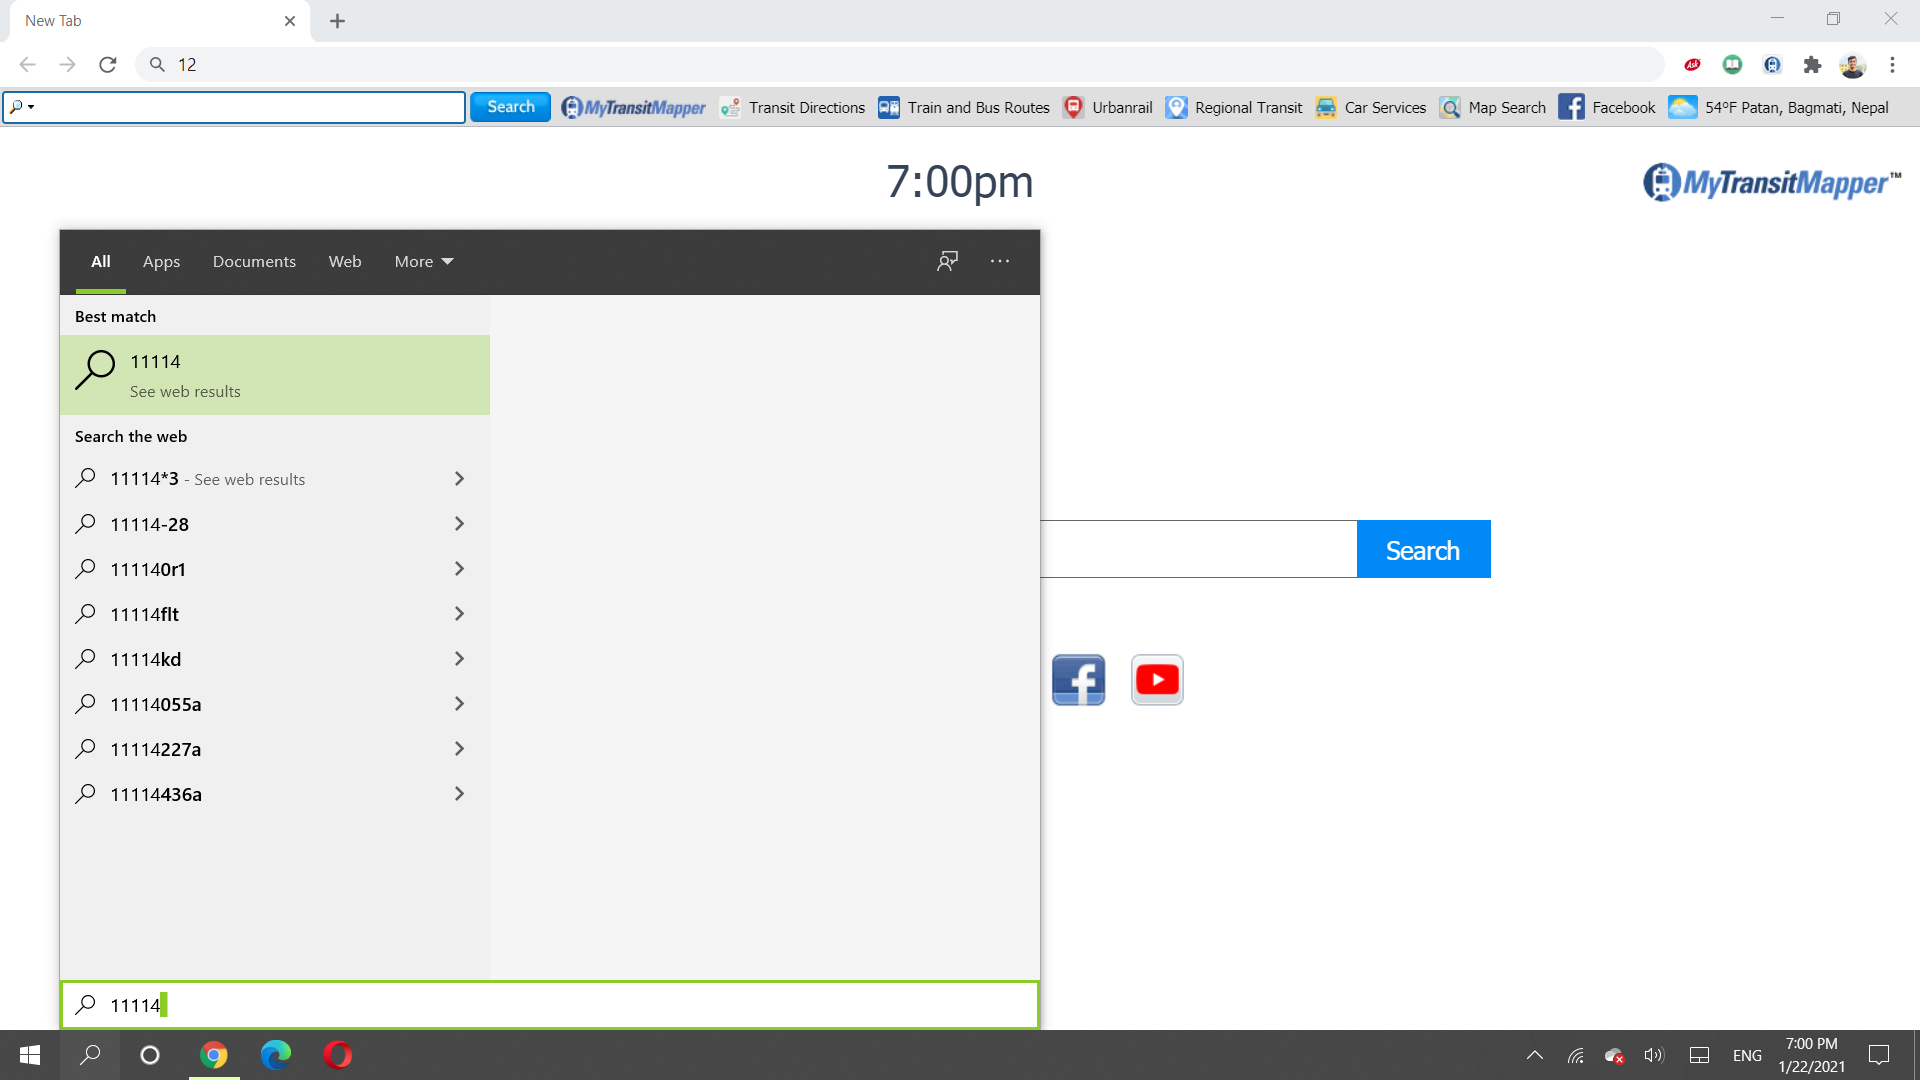 New Tab
12
Search MyTransitMapper Transit Directions Train and Bus Routes Urbanrail Regional Transit Car Services Map Search Facebook 54°F Patan, Bagmati, Nepal
7:00pm
MyTransitMapper™
All Apps Documents Web More
Best match
11114
See web results
Search the web
11114*3 - See web results
11114-28
111140r1
11114flt
11114kd
11114055a
11114227a
11114436a
Search
11114
ENG
7:00 PM
1/22/2021